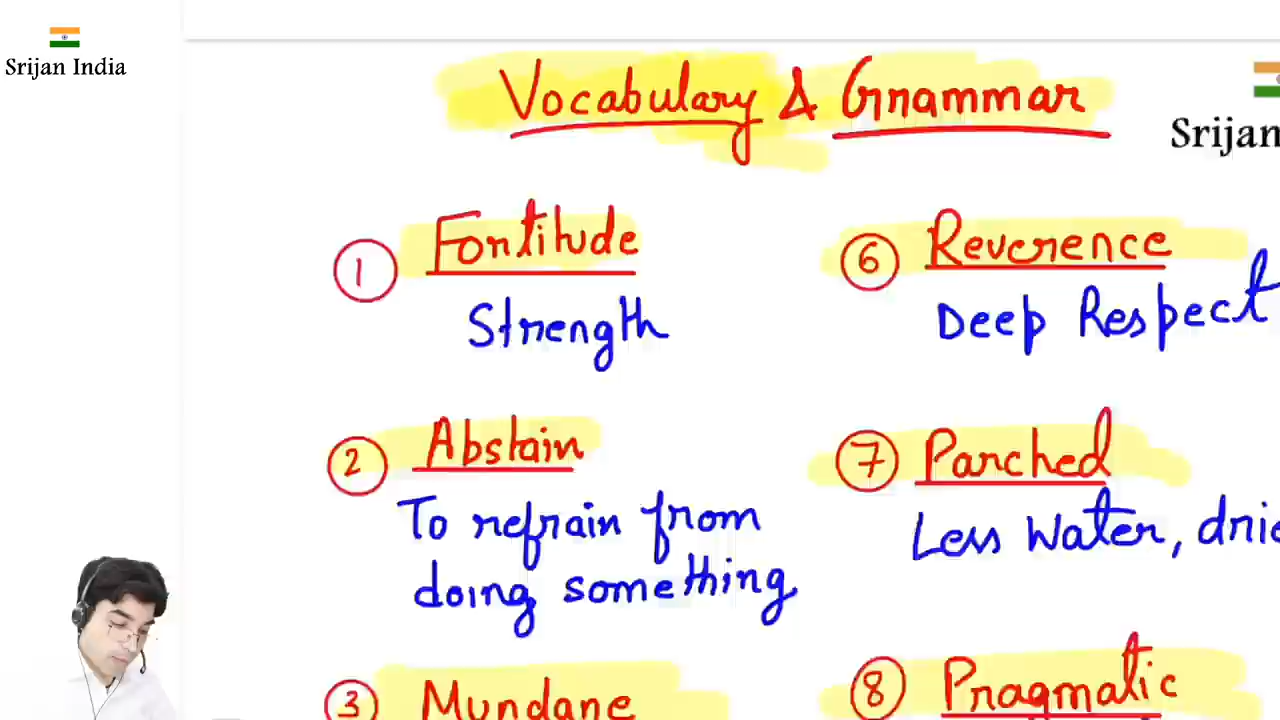 Srijan India
Vocabulary & Grammar
Srijan
1 Fortitude
Strength
2 Abstain
To refrain from
doing something
3 Mundane
6 Reverence
Deep Respect
7 Parched
Less Water,
8 Pragmatic